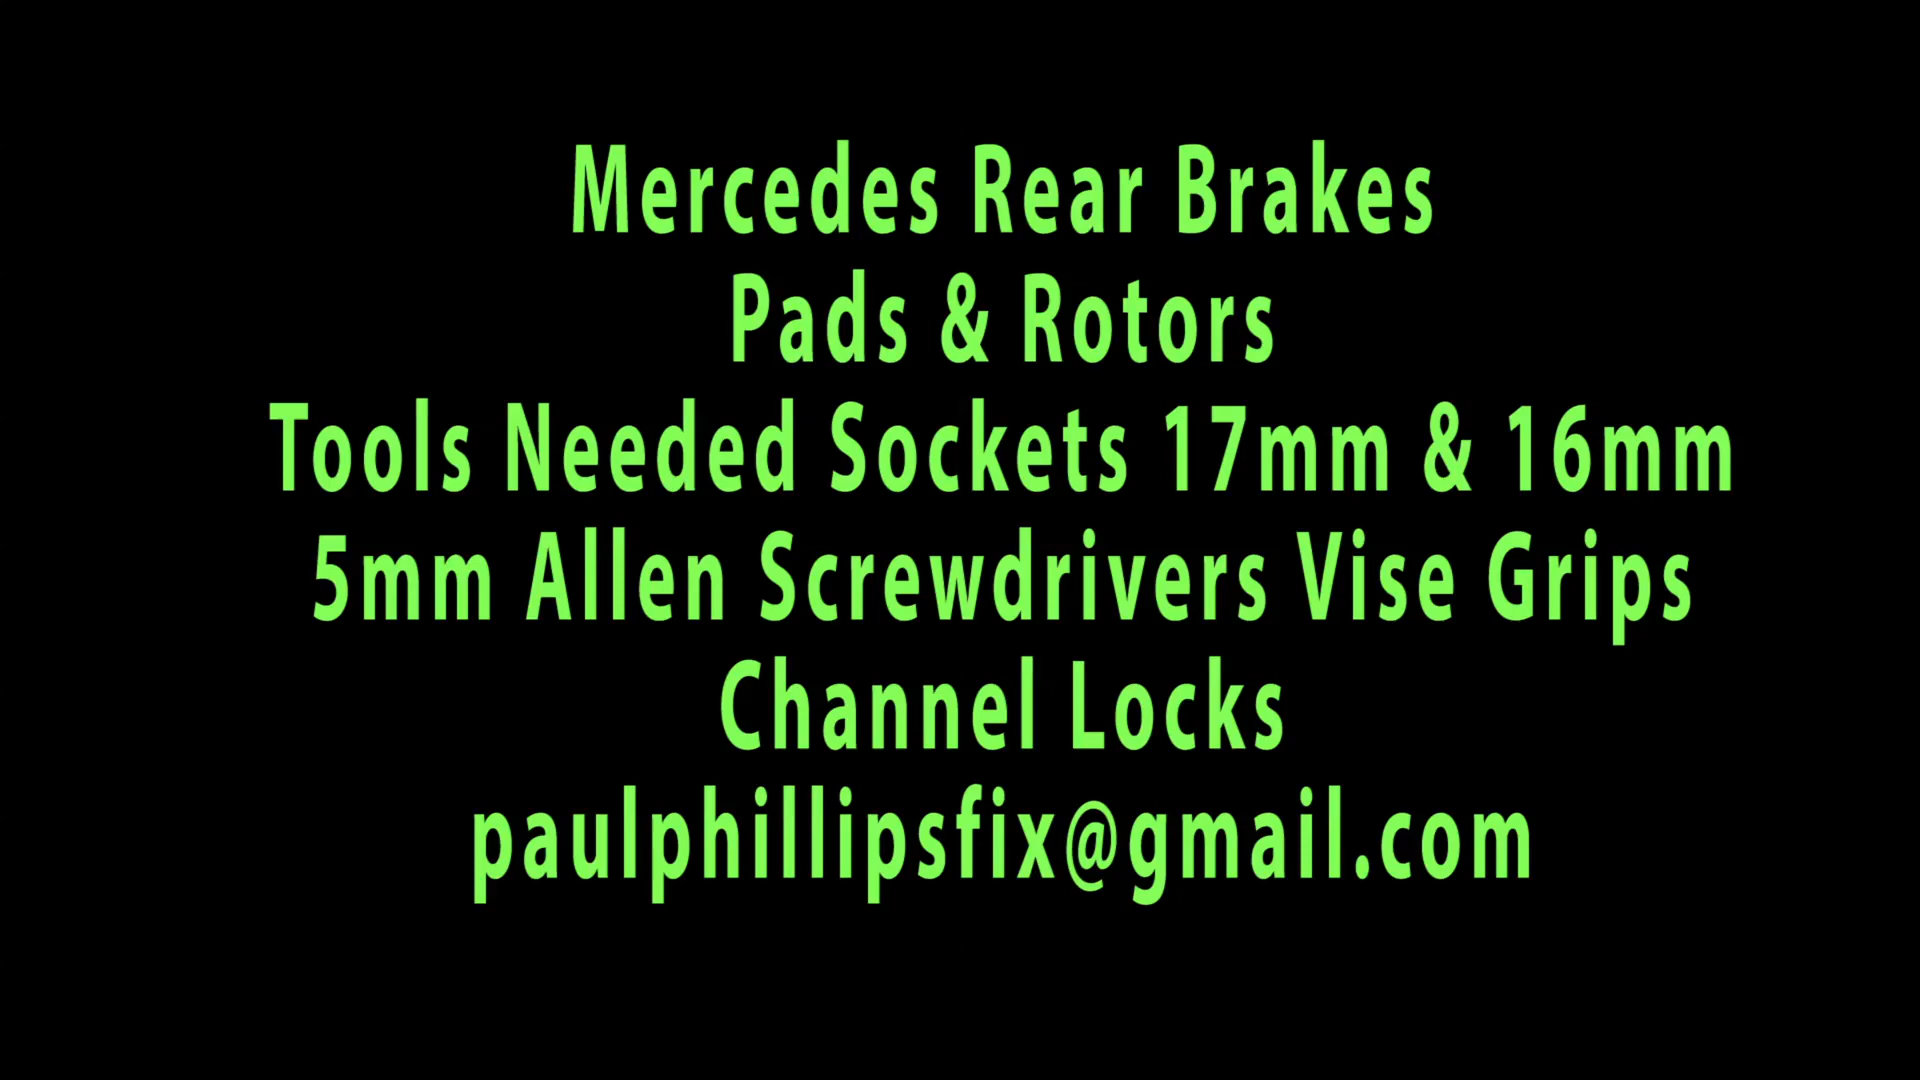 Mercedes Rear Brakes
Pads & Rotors
Tools Needed Sockets 17mm & 16mm
5mm Allen Screwdrivers Vise Grips
Channel Locks
paulphillipsfix@gmail.com